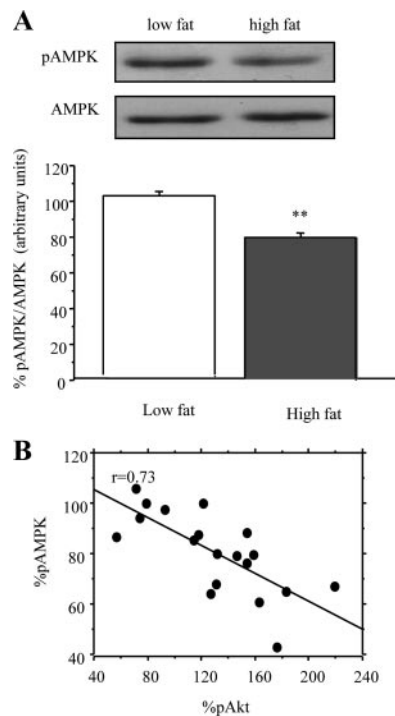 A
low fat high fat
pAMPK
AMPK
% pAMPK/AMPK (arbitrary units)
120
100
80
60
40
20
0
**
Low fat High fat
B
r=0.73
%pAMPK
120
100
80
60
40
40 80 120 160 200 240
%pAkt